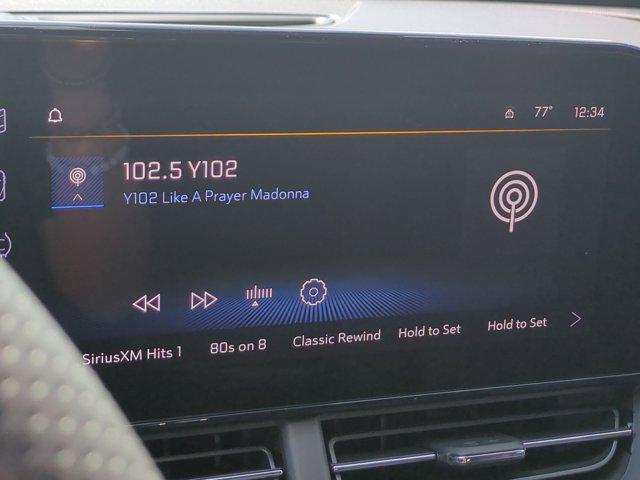 77° 12:34
102.5 Y102
Y102 Like A Prayer Madonna
SiriusXM Hits 1 80s on 8 Classic Rewind Hold to Set Hold to Set